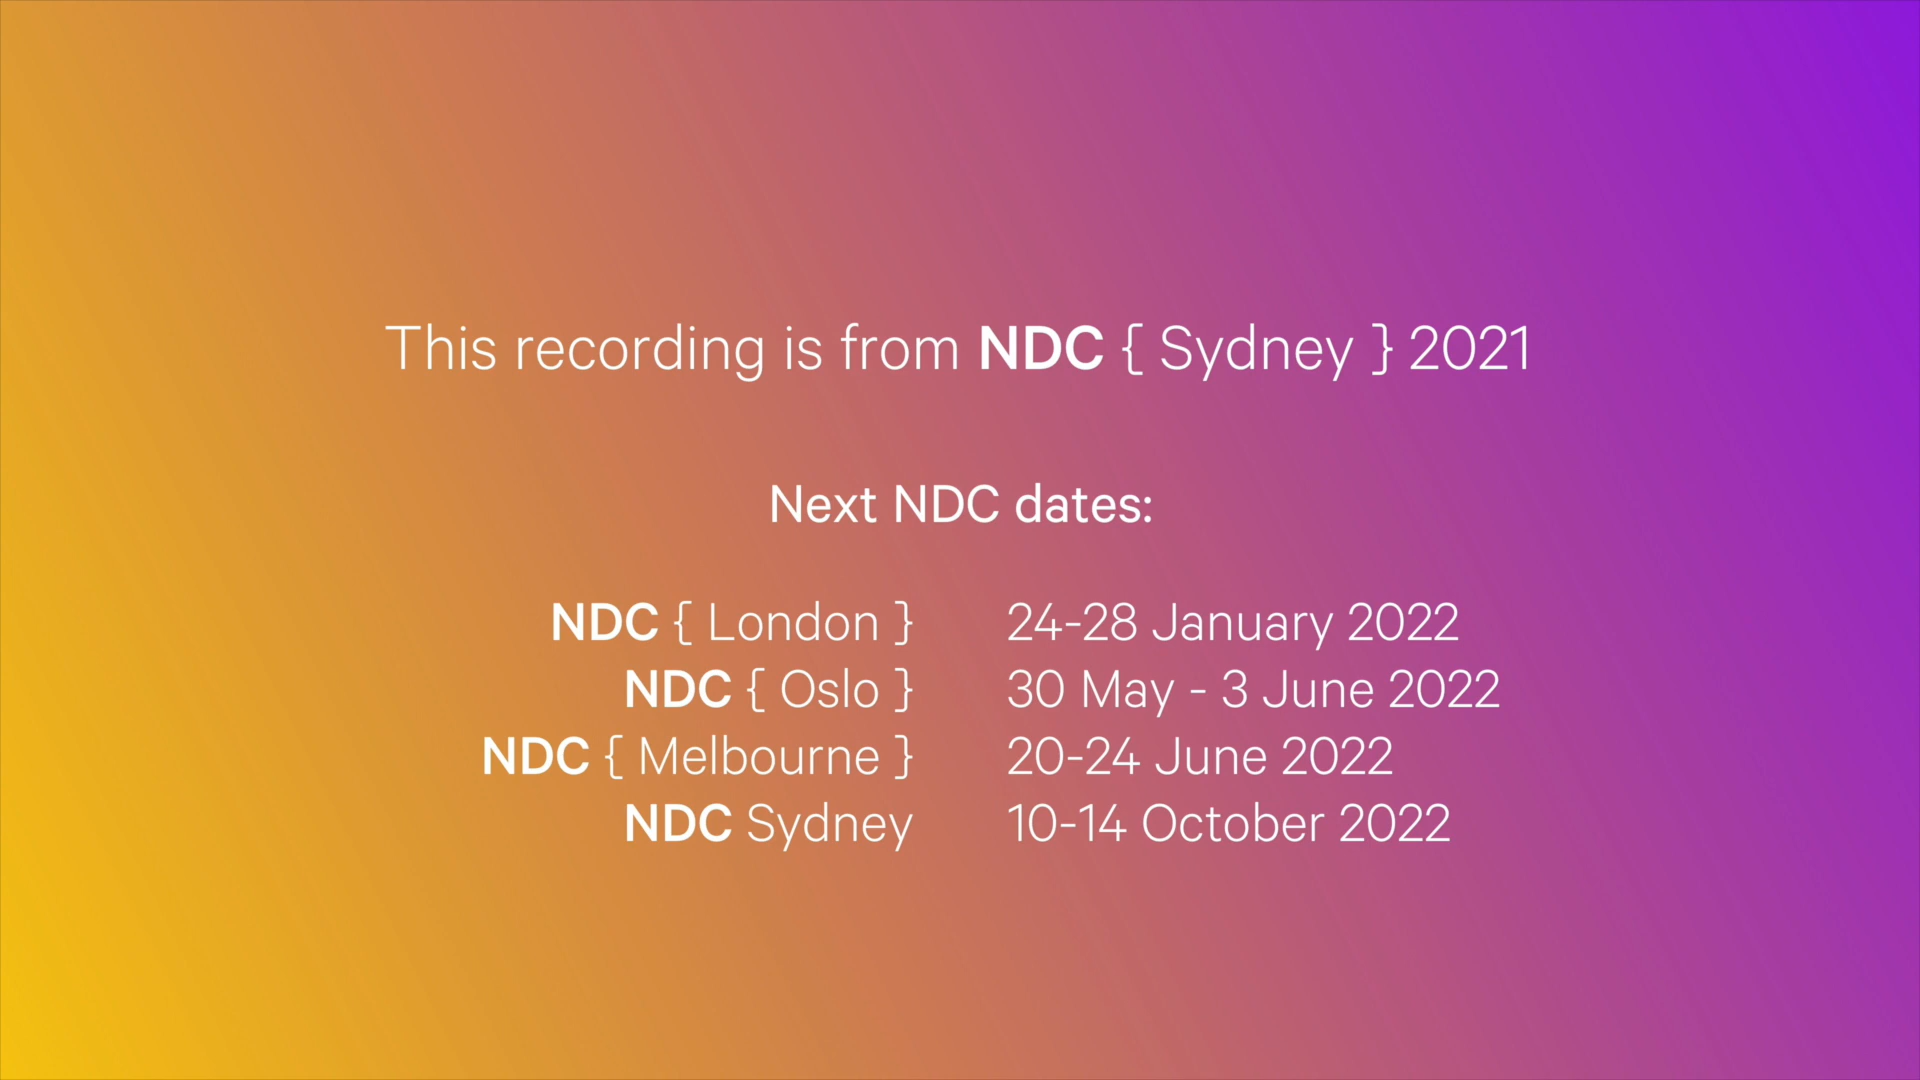 This recording is from NDC { Sydney } 2021
Next NDC dates:
NDC { London } 24-28 January 2022
NDC { Oslo } 30 May - 3 June 2022
NDC { Melbourne } 20-24 June 2022
NDC Sydney 10-14 October 2022